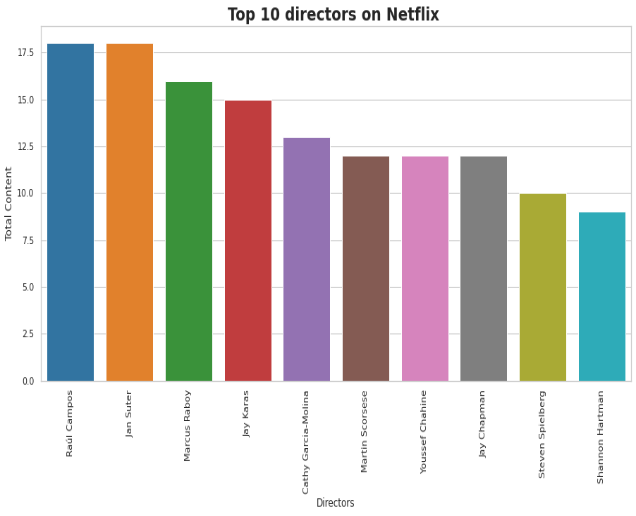 Top 10 directors on Netflix
Total Content
17.5
15.0
12.5
10.0
7.5
5.0
2.5
0.0
Raúl Campos
Jan Suter
Marcus Raboy
Jay Karas
Cathy Garcia-Molina
Martin Scorsese
Youssef Chahine
Jay Chapman
Steven Spielberg
Shannon Hartman
Directors